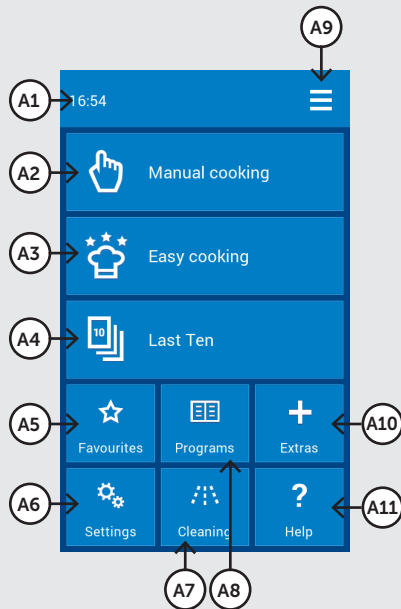 A9
A1
16:54
A2
Manual cooking
A3
Easy cooking
A4
10
Last Ten
A5
Favourites
Programs
Extras
A10
A6
Settings
Cleaning
?
Help
A11
A7
A8